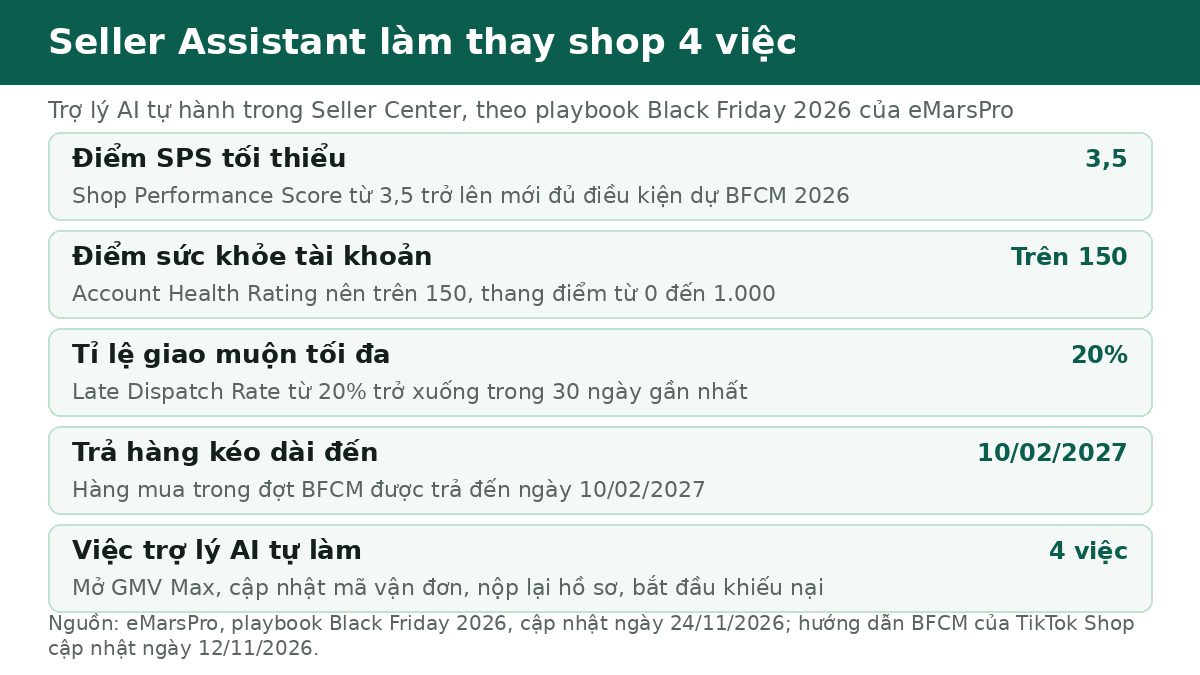 Seller Assistant làm thay shop 4 việc
Trợ lý AI tự hành trong Seller Center, theo playbook Black Friday 2026 của eMarsPro
Điểm SPS tối thiểu
3,5
Shop Performance Score từ 3,5 trở lên mới đủ điều kiện dự BFCM 2026
Điểm sức khỏe tài khoản
Trên 150
Account Health Rating nên trên 150, thang điểm từ 0 đến 1.000
Tỉ lệ giao muộn tối đa
20%
Late Dispatch Rate từ 20% trở xuống trong 30 ngày gần nhất
Trả hàng kéo dài đến
10/02/2027
Hàng mua trong đợt BFCM được trả đến ngày 10/02/2027
Việc trợ lý AI tự làm
4 việc
Mở GMV Max, cập nhật mã vận đơn, nộp lại hồ sơ, bắt đầu khiếu nại
Nguồn: eMarsPro, playbook Black Friday 2026, cập nhật ngày 24/11/2026; hướng dẫn BFCM của TikTok Shop
cập nhật ngày 12/11/2026.